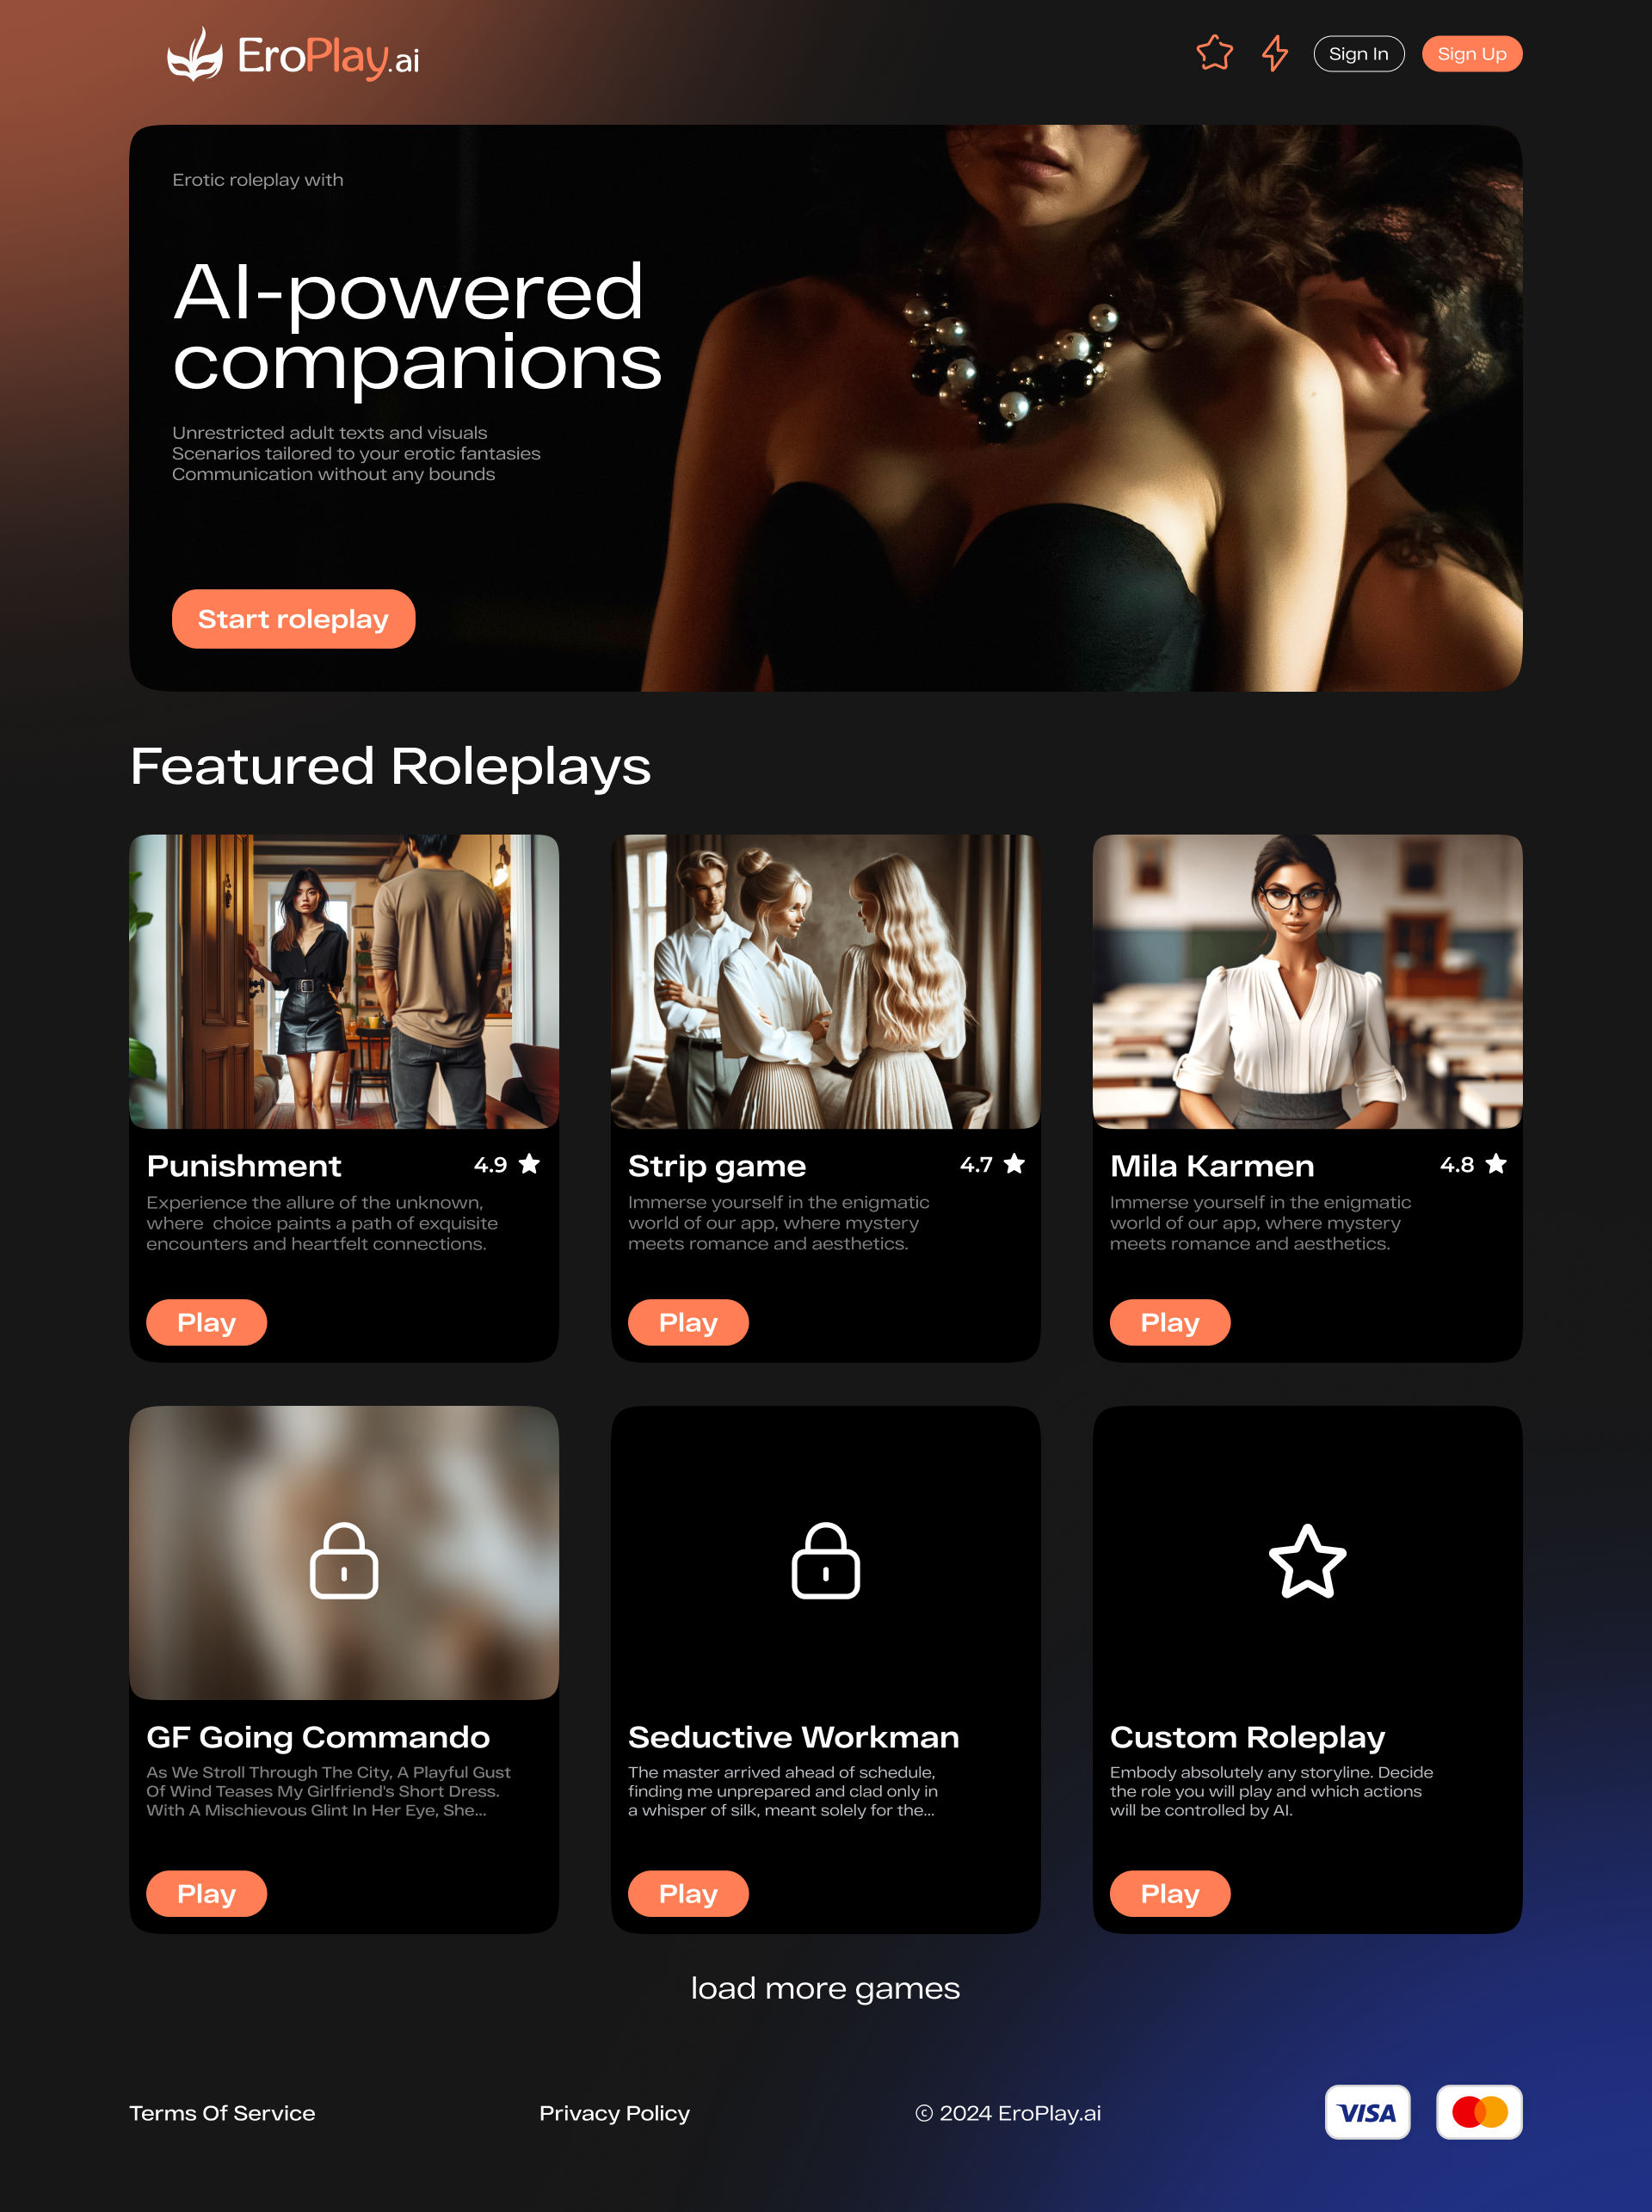 EroPlay.ai
Sign In
Sign Up
Erotic roleplay with
AI-powered
companions
Unrestricted adult texts and visuals
Scenarios tailored to your erotic fantasies
Communication without any bounds
Start roleplay
Featured Roleplays
Punishment
4.9
Experience the allure of the unknown,
where  choice paints a path of exquisite
encounters and heartfelt connections.
Play
Strip game
4.7
Immerse yourself in the enigmatic
world of our app, where mystery
meets romance and aesthetics.
Play
Mila Karmen
4.8
Immerse yourself in the enigmatic
world of our app, where mystery
meets romance and aesthetics.
Play
GF Going Commando
As We Stroll Through The City, A Playful Gust
Of Wind Teases My Girlfriend's Short Dress.
With A Mischievous Glint In Her Eye, She...
Play
Seductive Workman
The master arrived ahead of schedule,
finding me unprepared and clad only in
a whisper of silk, meant solely for the...
Play
Custom Roleplay
Embody absolutely any storyline. Decide
the role you will play and which actions
will be controlled by AI.
Play
load more games
Terms Of Service
Privacy Policy
© 2024 EroPlay.ai
VISA